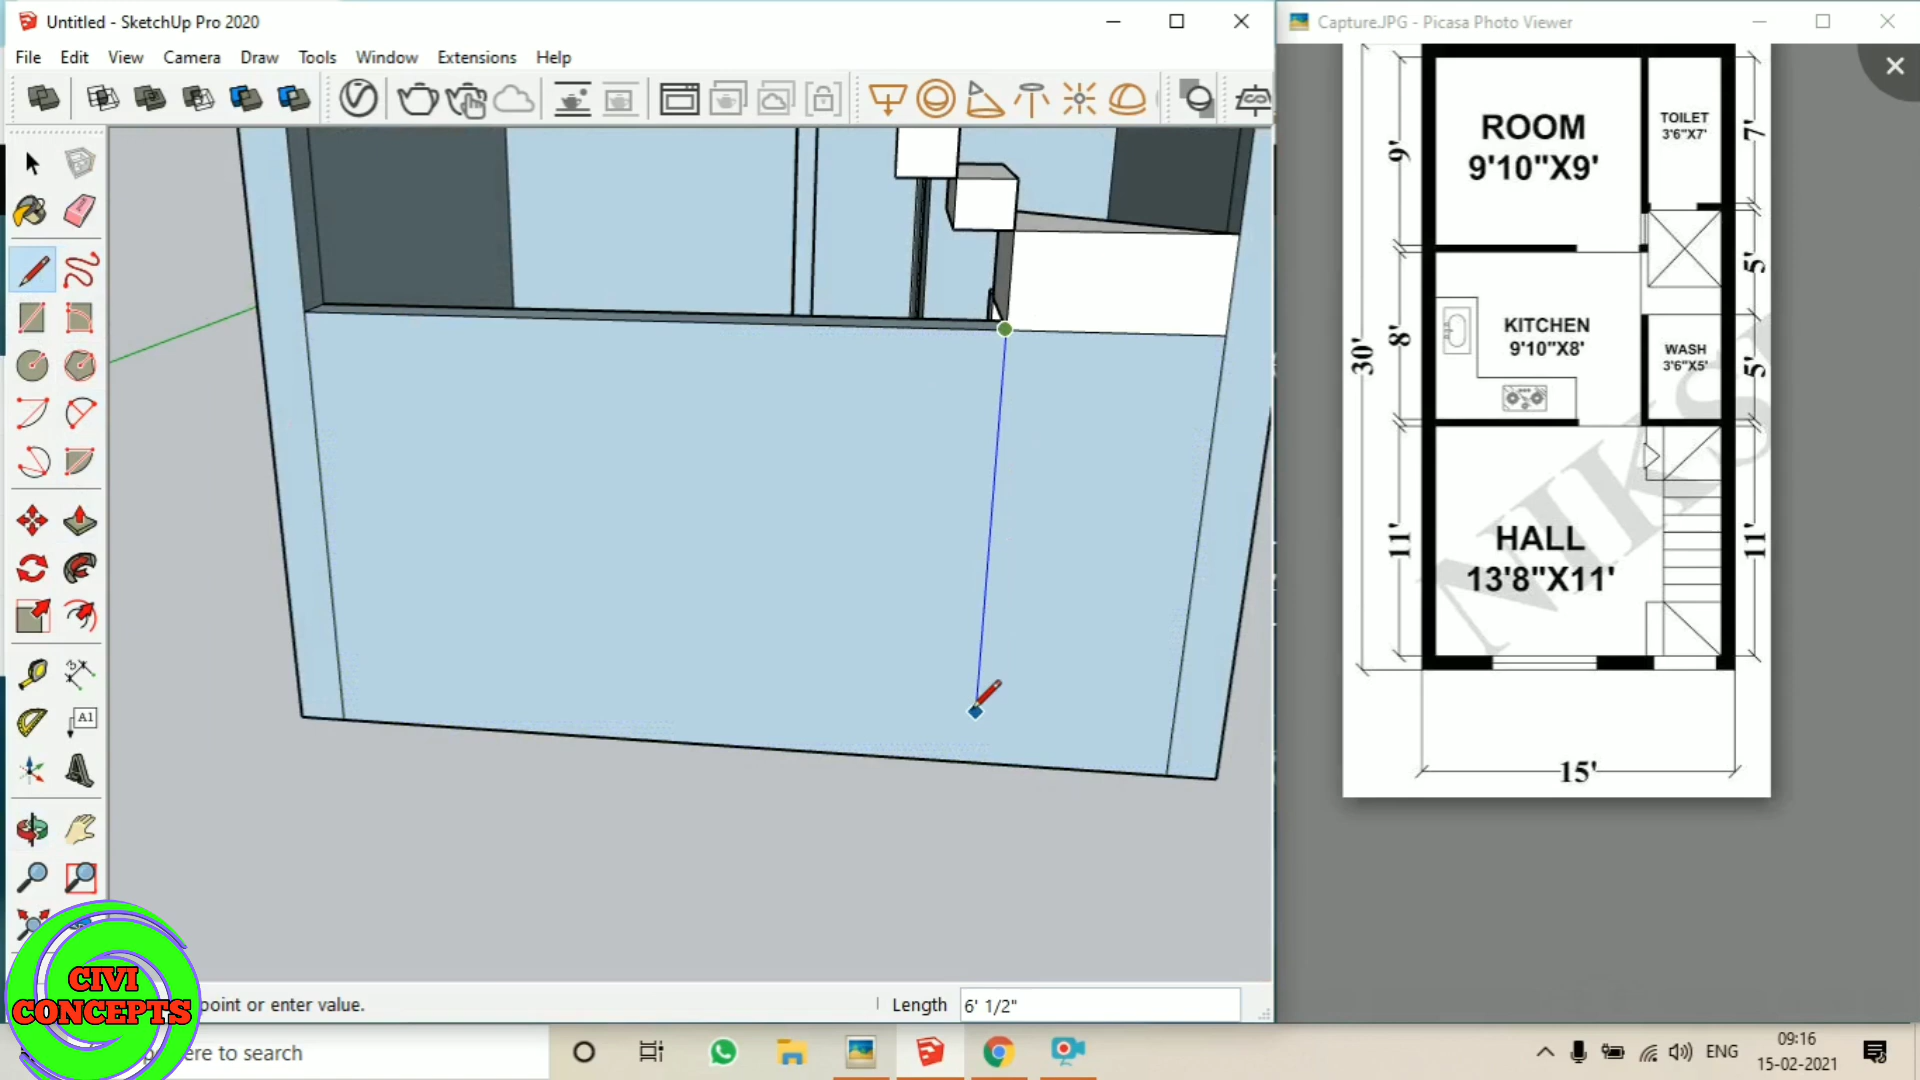 Untitled - SketchUp Pro 2020
File Edit View Camera Draw Tools Window Extensions Help
A1
point or enter value.
Length 6' 1/2"
CIVI
CONCEPTS
ere to search
Capture.JPG - Picasa Photo Viewer
ROOM
9'10"X9'
TOILET
3'6"X7'
9'
7'
5'
KITCHEN
9'10"X8'
WASH
3'6"X5'
30'
8'
5'
HALL
13'8"X11'
11'
11'
NIKS
15'
ENG
09:16
15-02-2021